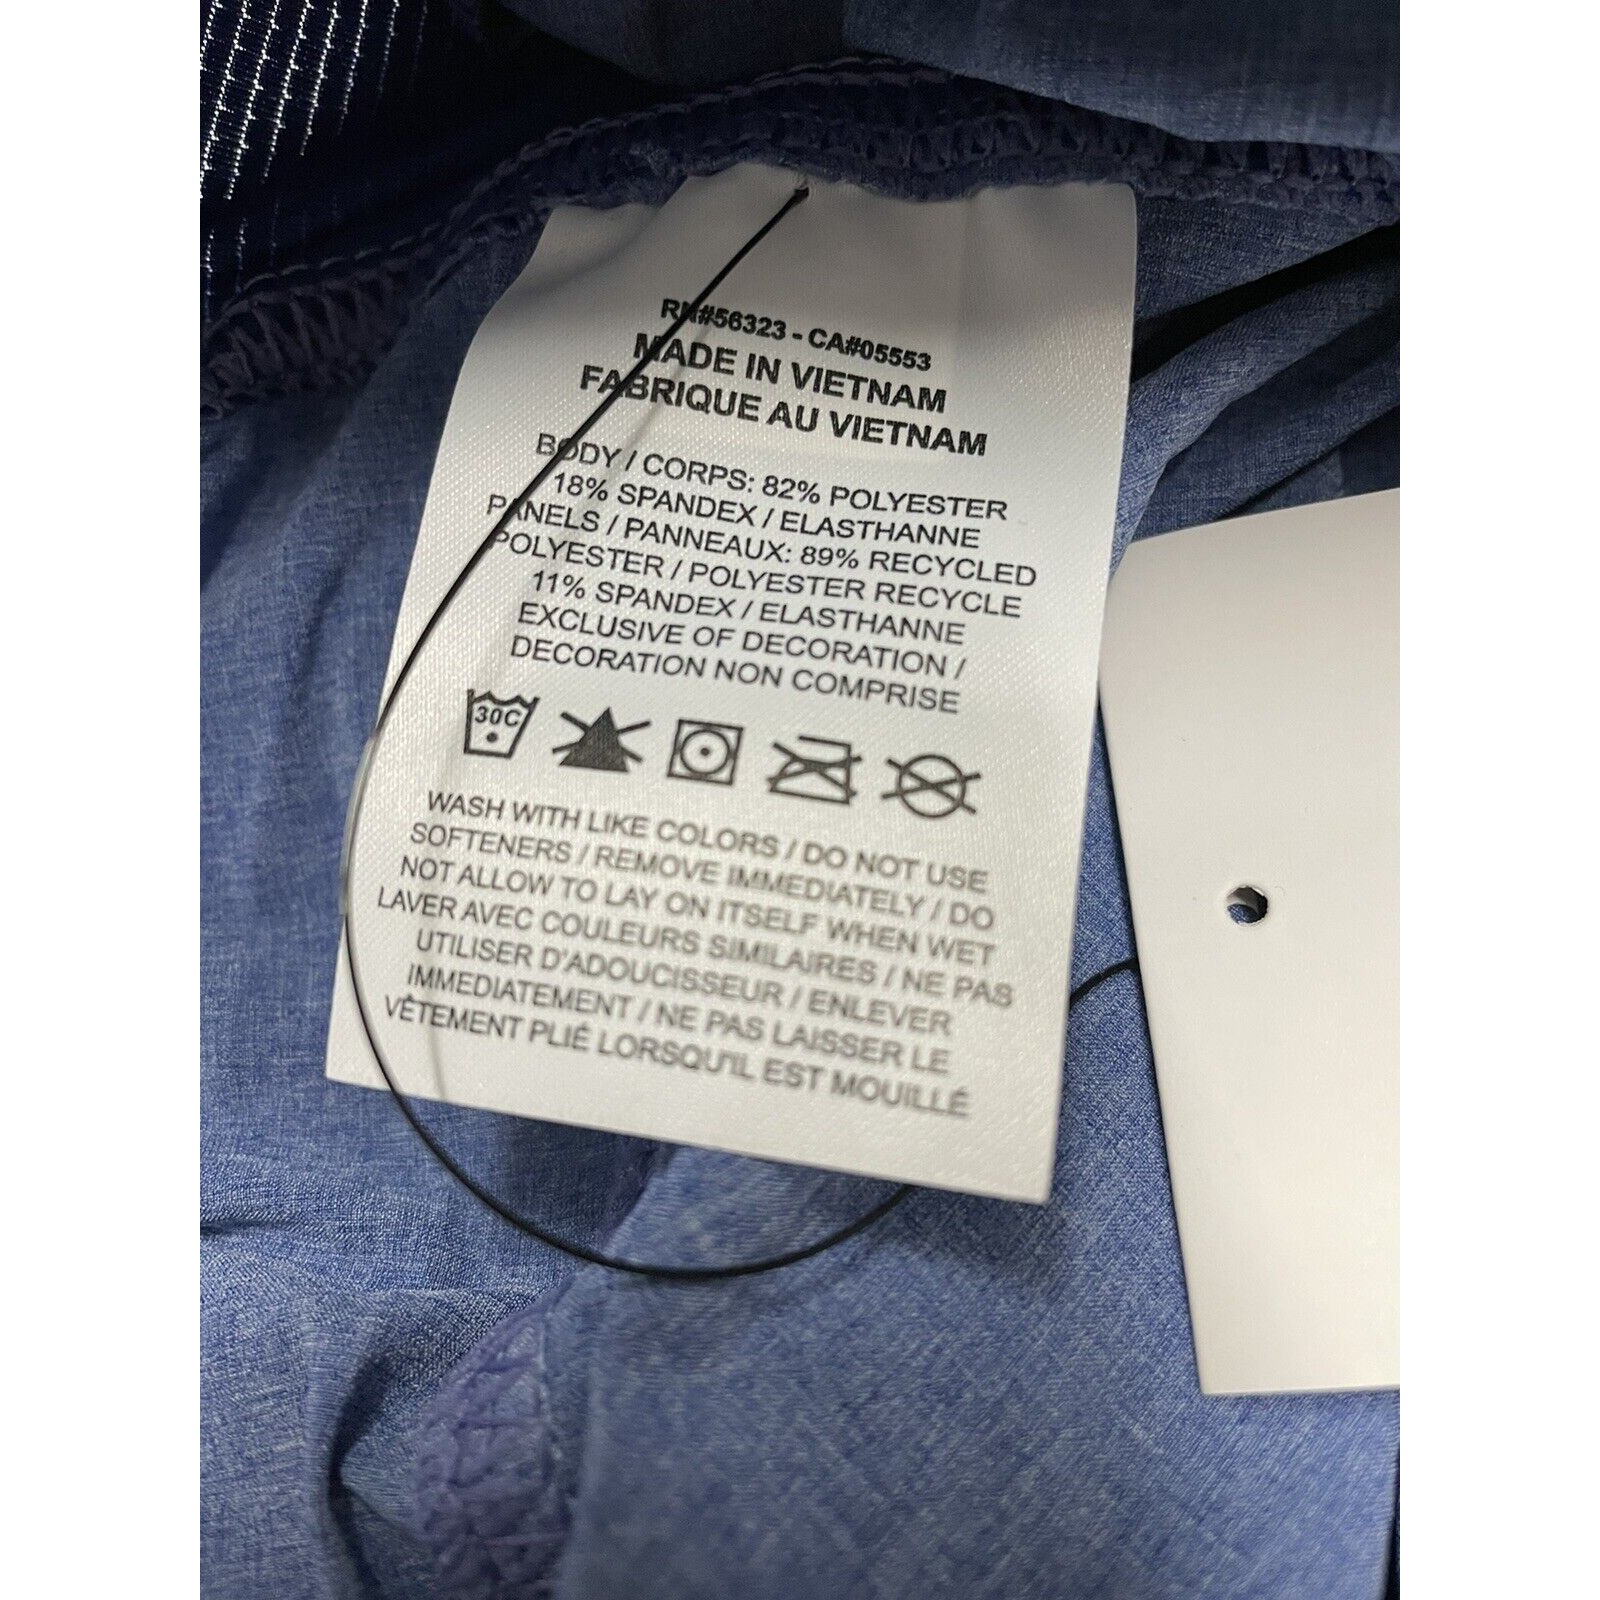 RN#56323 - CA#05553
MADE IN VIETNAM
FABRIQUE AU VIETNAM
BODY / CORPS: 82% POLYESTER
18% SPANDEX / ELASTHANNE
PANELS / PANNEAUX: 89% RECYCLED
POLYESTER / POLYESTER RECYCLE
11% SPANDEX / ELASTHANNE
EXCLUSIVE OF DECORATION /
DECORATION NON COMPRISE
30C
WASH WITH LIKE COLORS / DO NOT USE
SOFTENERS / REMOVE IMMEDIATELY / DO
NOT ALLOW TO LAY ON ITSELF WHEN WET
LAVER AVEC COULEURS SIMILAIRES / NE PAS
UTILISER D'ADOUCISSEUR / ENLEVER
IMMEDIATEMENT / NE PAS LAISSER LE
VÊTEMENT PLIÉ LORSQU'IL EST MOUILLÉ